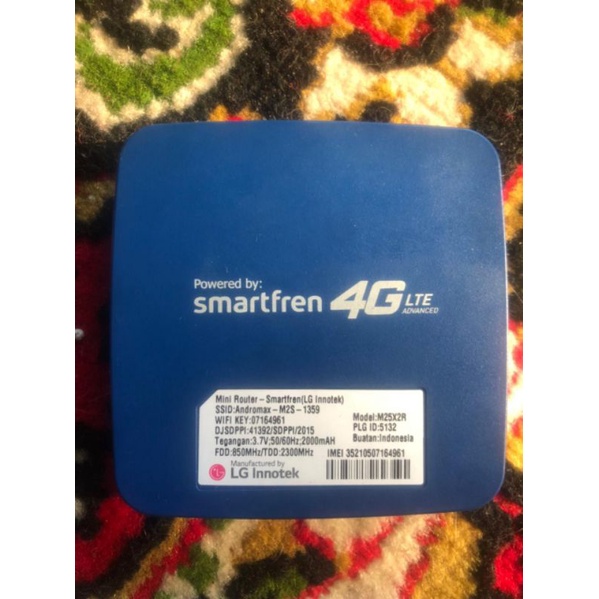 Powered by:
smartfren 4G LTE ADVANCED
Mini Router - Smartfren(LG Innotek)
SSID:Andromax - M2S - 1359
WIFI KEY:07164961 Model:M25X2R
DJSDPPI:41392/SDPPI/2015 PLG ID:5132
Tegangan:3.7V;50/60Hz;2000mAH Buatan:Indonesia
FDD:850MHz/TDD:2300MHz IMEI 35210507164961
Manufactured by
LG Innotek